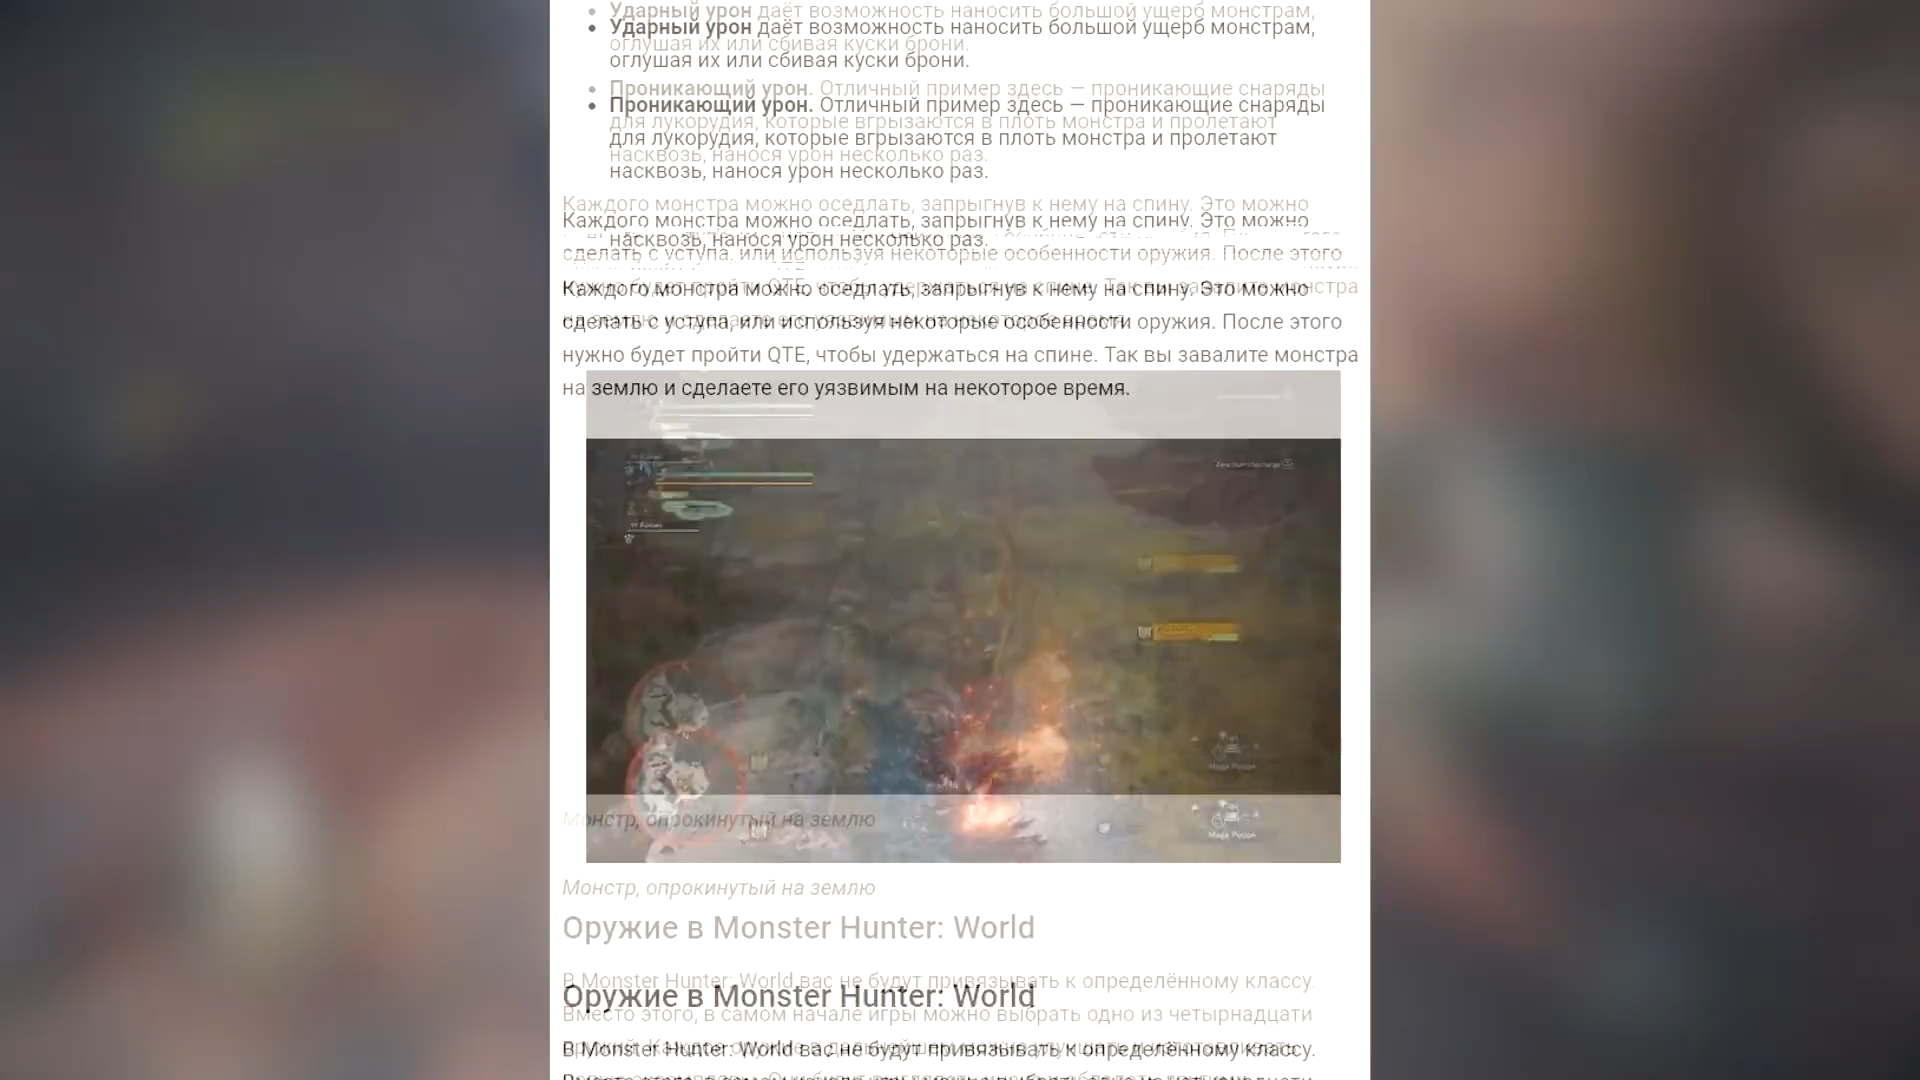 Ударный урон даёт возможность наносить большой ущерб монстрам,
оглушая их или сбивая куски брони.
Проникающий урон. Отличный пример здесь — проникающие снаряды
для лукорудия, которые вгрызаются в плоть монстра и пролетают
насквозь, нанося урон несколько раз.
Каждого монстра можно оседлать, запрыгнув к нему на спину. Это можно
сделать с уступа, или используя некоторые особенности оружия. После этого
нужно будет пройти QTE, чтобы удержаться на спине. Так вы завалите монстра
на землю и сделаете его уязвимым на некоторое время.
Mega Potion
Монстр, опрокинутый на землю
Оружие в Monster Hunter: World
В Monster Hunter: World вас не будут привязывать к определённому классу.
Вместо этого, в самом начале игры можно выбрать одно из четырнадцати